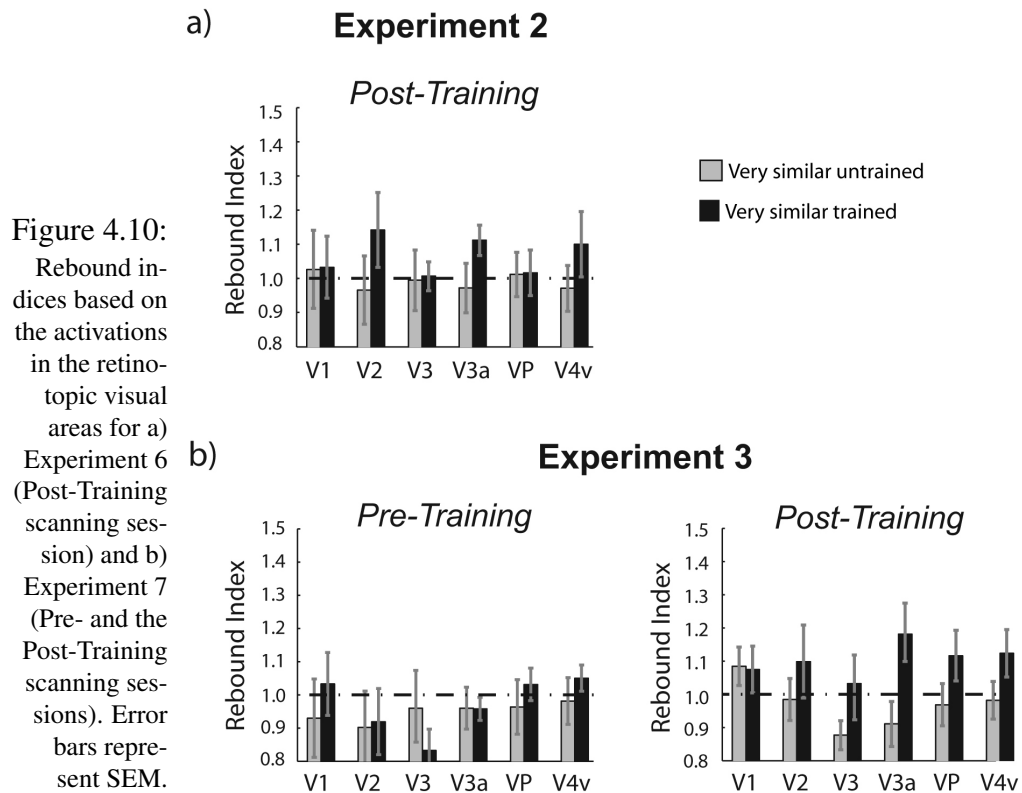 a)
Experiment 2
Post-Training
Rebound Index
1.5
1.4
1.3
1.2
1.1
1.0
0.9
0.8
V1 V2 V3 V3a VP V4v
Very similar untrained
Very similar trained
Figure 4.10:
Rebound in-
dices based on
the activations
in the retino-
topic visual
areas for a)
Experiment 6
(Post-Training
scanning ses-
sion) and b)
Experiment 7
(Pre- and the
Post-Training
scanning ses-
sions). Error
bars repre-
sent SEM.
b)
Experiment 3
Pre-Training
Rebound Index
1.5
1.4
1.3
1.2
1.1
1.0
0.9
0.8
V1 V2 V3 V3a VP V4v
Post-Training
Rebound Index
1.5
1.4
1.3
1.2
1.1
1.0
0.9
0.8
V1 V2 V3 V3a VP V4v